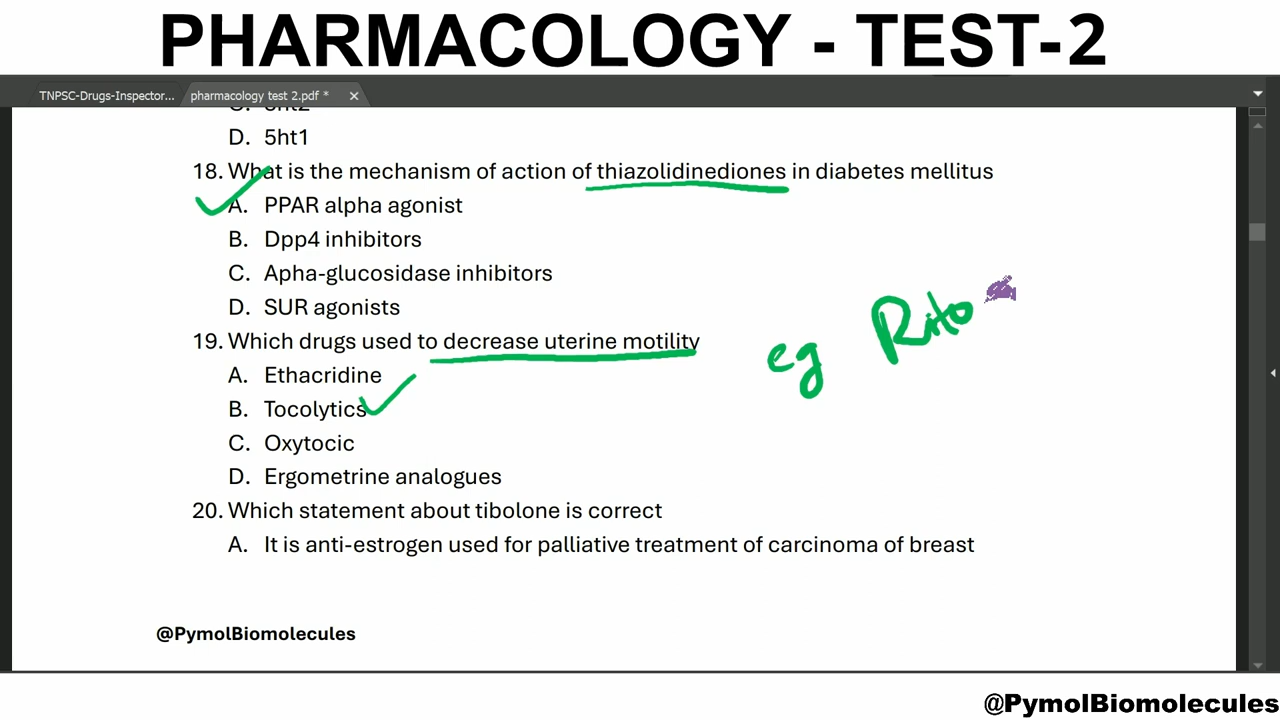 PHARMACOLOGY - TEST-2
TNPSC-Drugs-Inspector... pharmacology test 2.pdf *
C. 5ht2
D. 5ht1
18. What is the mechanism of action of thiazolidinediones in diabetes mellitus
A. PPAR alpha agonist
B. Dpp4 inhibitors
C. Apha-glucosidase inhibitors
D. SUR agonists
19. Which drugs used to decrease uterine motility
eg Rito
A. Ethacridine
B. Tocolytics
C. Oxytocic
D. Ergometrine analogues
20. Which statement about tibolone is correct
A. It is anti-estrogen used for palliative treatment of carcinoma of breast
@PymolBiomolecules
@PymolBiomolecules